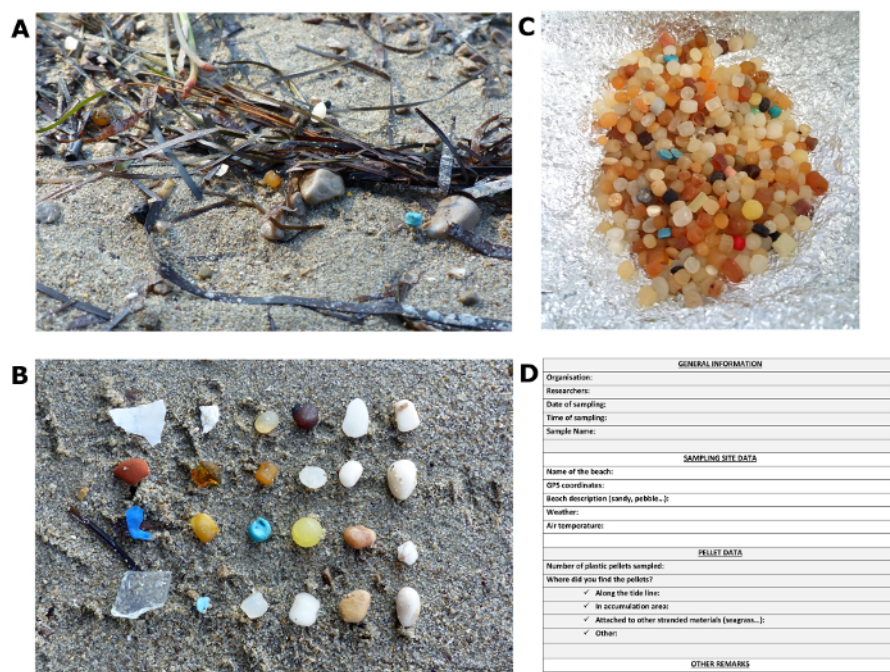 A
C
B
D
GENERAL INFORMATION
Organisation:
Researchers:
Date of sampling:
Time of sampling:
Sample Name:
SAMPLING SITE DATA
Name of the beach:
GPS coordinates:
Beach description (sandy, pebble...):
Weather:
Air temperature:
PELLET DATA
Number of plastic pellets sampled:
Where did you find the pellets?
✓ Along the tide line:
✓ In accumulation area:
✓ Attached to other stranded materials (seagrass...):
✓ Other:
OTHER REMARKS